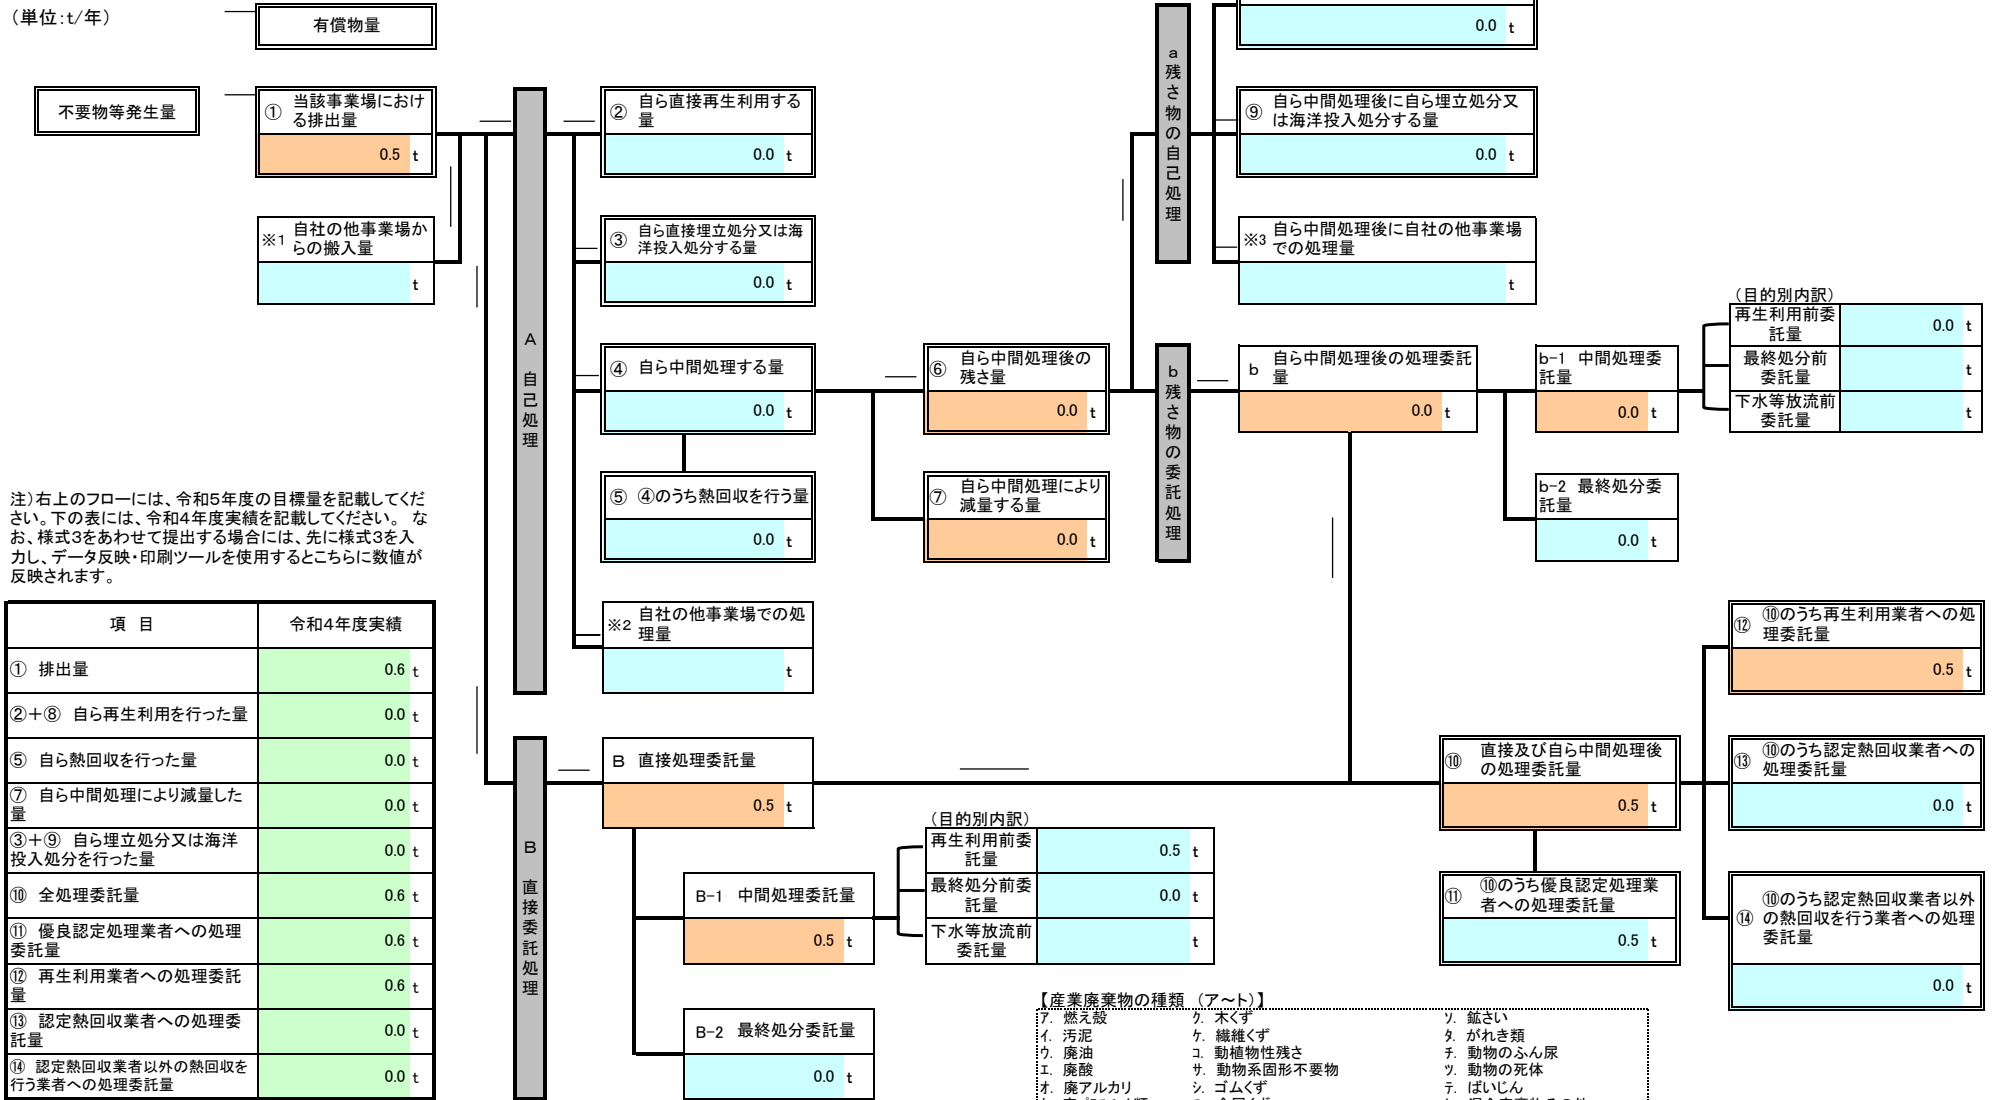 （単位：t/年）
有償物量
0.0 t
不要物等発生量
① 当該事業場におけ
る排出量
0.5 t
※1 自社の他事業場か
らの搬入量
t
A 自己処理
② 自ら直接再生利用する
量
0.0 t
③ 自ら直接埋立処分又は海
洋投入処分する量
0.0 t
④ 自ら中間処理する量
0.0 t
⑤ ④のうち熱回収を行う量
0.0 t
※2 自社の他事業場での処
理量
t
⑥ 自ら中間処理後の
残さ量
0.0 t
⑦ 自ら中間処理により
減量する量
0.0 t
a 残さ物の自己処理
⑨ 自ら中間処理後に自ら埋立処分又
は海洋投入処分する量
0.0 t
※3 自ら中間処理後に自社の他事業場
での処理量
t
b 残さ物の委託処理
b 自ら中間処理後の処理委託
量
0.0 t
b-1 中間処理委
託量
0.0 t
（目的別内訳）
再生利用前委
託量
0.0 t
最終処分前
委託量
t
下水等放流前
委託量
t
b-2 最終処分委
託量
0.0 t
注）右上のフローには、令和5年度の目標量を記載してくだ
さい。下の表には、令和4年度実績を記載してください。 な
お、様式3をあわせて提出する場合には、先に様式3を入
力し、データ反映・印刷ツールを使用するとこちらに数値が
反映されます。
項 目 令和4年度実績
① 排出量 0.6 t
②＋⑧ 自ら再生利用を行った量 0.0 t
⑤ 自ら熱回収を行った量 0.0 t
⑦ 自ら中間処理により減量した
量 0.0 t
③＋⑨ 自ら埋立処分又は海洋
投入処分を行った量 0.0 t
⑩ 全処理委託量 0.6 t
⑪ 優良認定処理業者への処理
委託量 0.6 t
⑫ 再生利用業者への処理委託
量 0.6 t
⑬ 認定熱回収業者への処理委
託量 0.0 t
⑭ 認定熱回収業者以外の熱回収を
行う業者への処理委託量 0.0 t
B 直接委託処理
B 直接処理委託量
0.5 t
B-1 中間処理委託量
0.5 t
（目的別内訳）
再生利用前委
託量
0.5 t
最終処分前委
託量
0.0 t
下水等放流前
委託量
t
B-2 最終処分委託量
0.0 t
⑩ 直接及び自ら中間処理後
の処理委託量
0.5 t
⑪ ⑩のうち優良認定処理業
者への処理委託量
0.5 t
⑫ ⑩のうち再生利用業者への処
理委託量
0.5 t
⑬ ⑩のうち認定熱回収業者への
処理委託量
0.0 t
⑭ ⑩のうち認定熱回収業者以外
の熱回収を行う業者への処理
委託量
0.0 t
【産業廃棄物の種類 （ア～ト）】
ｱ. 燃え殻 ｸ. 木くず ｿ. 鉱さい
ｲ. 汚泥 ｹ. 繊維くず ﾀ. がれき類
ｳ. 廃油 ｺ. 動植物性残さ ﾁ. 動物のふん尿
ｴ. 廃酸 ｻ. 動物系固形不要物 ﾂ. 動物の死体
ｵ. 廃アルカリ ｼ. ゴムくず ﾃ. ばいじん